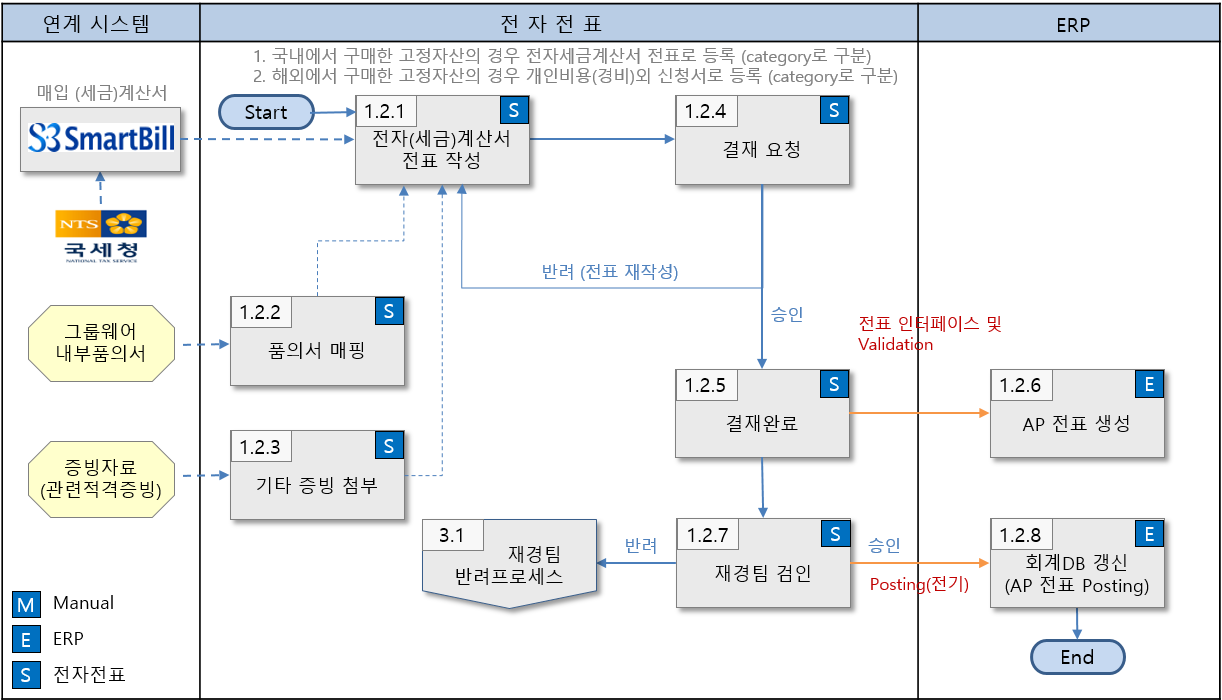 연계 시스템
전 자 전 표
ERP
1. 국내에서 구매한 고정자산의 경우 전자세금계산서 전표로 등록 (category로 구분)
2. 해외에서 구매한 고정자산의 경우 개인비용(경비)외 신청서로 등록 (category로 구분)
매입 (세금)계산서
SmartBill
NTS
국세청
NATIONAL TAX SERVICE
Start
1.2.1
S
전자(세금)계산서
전표 작성
1.2.4
S
결재 요청
반려 (전표 재작성)
승인
그룹웨어
내부품의서
1.2.2
S
품의서 매핑
전표 인터페이스 및
Validation
1.2.5
S
결재완료
1.2.6
E
AP 전표 생성
증빙자료
(관련적격증빙)
1.2.3
S
기타 증빙 첨부
3.1
재경팀
반려프로세스
반려
1.2.7
S
재경팀 검인
승인
Posting(전기)
1.2.8
E
회계DB 갱신
(AP 전표 Posting)
End
M Manual
E ERP
S 전자전표